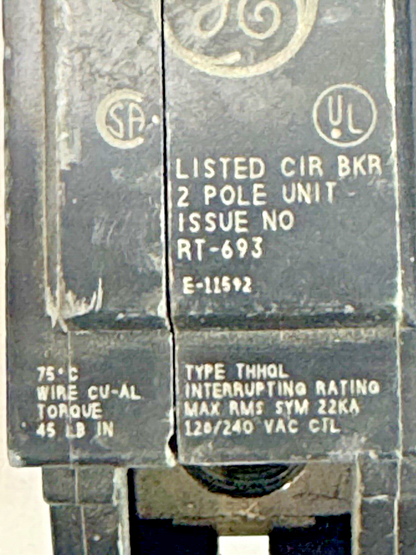 GE
SA
UL
LISTED CIR BKR
2 POLE UNIT
ISSUE NO
RT-693
E-11592
75°C
WIRE CU-AL
TORQUE
45 LB IN
TYPE THHQL
INTERRUPTING RATING
MAX RMS SYM 22KA
120/240 VAC CTL